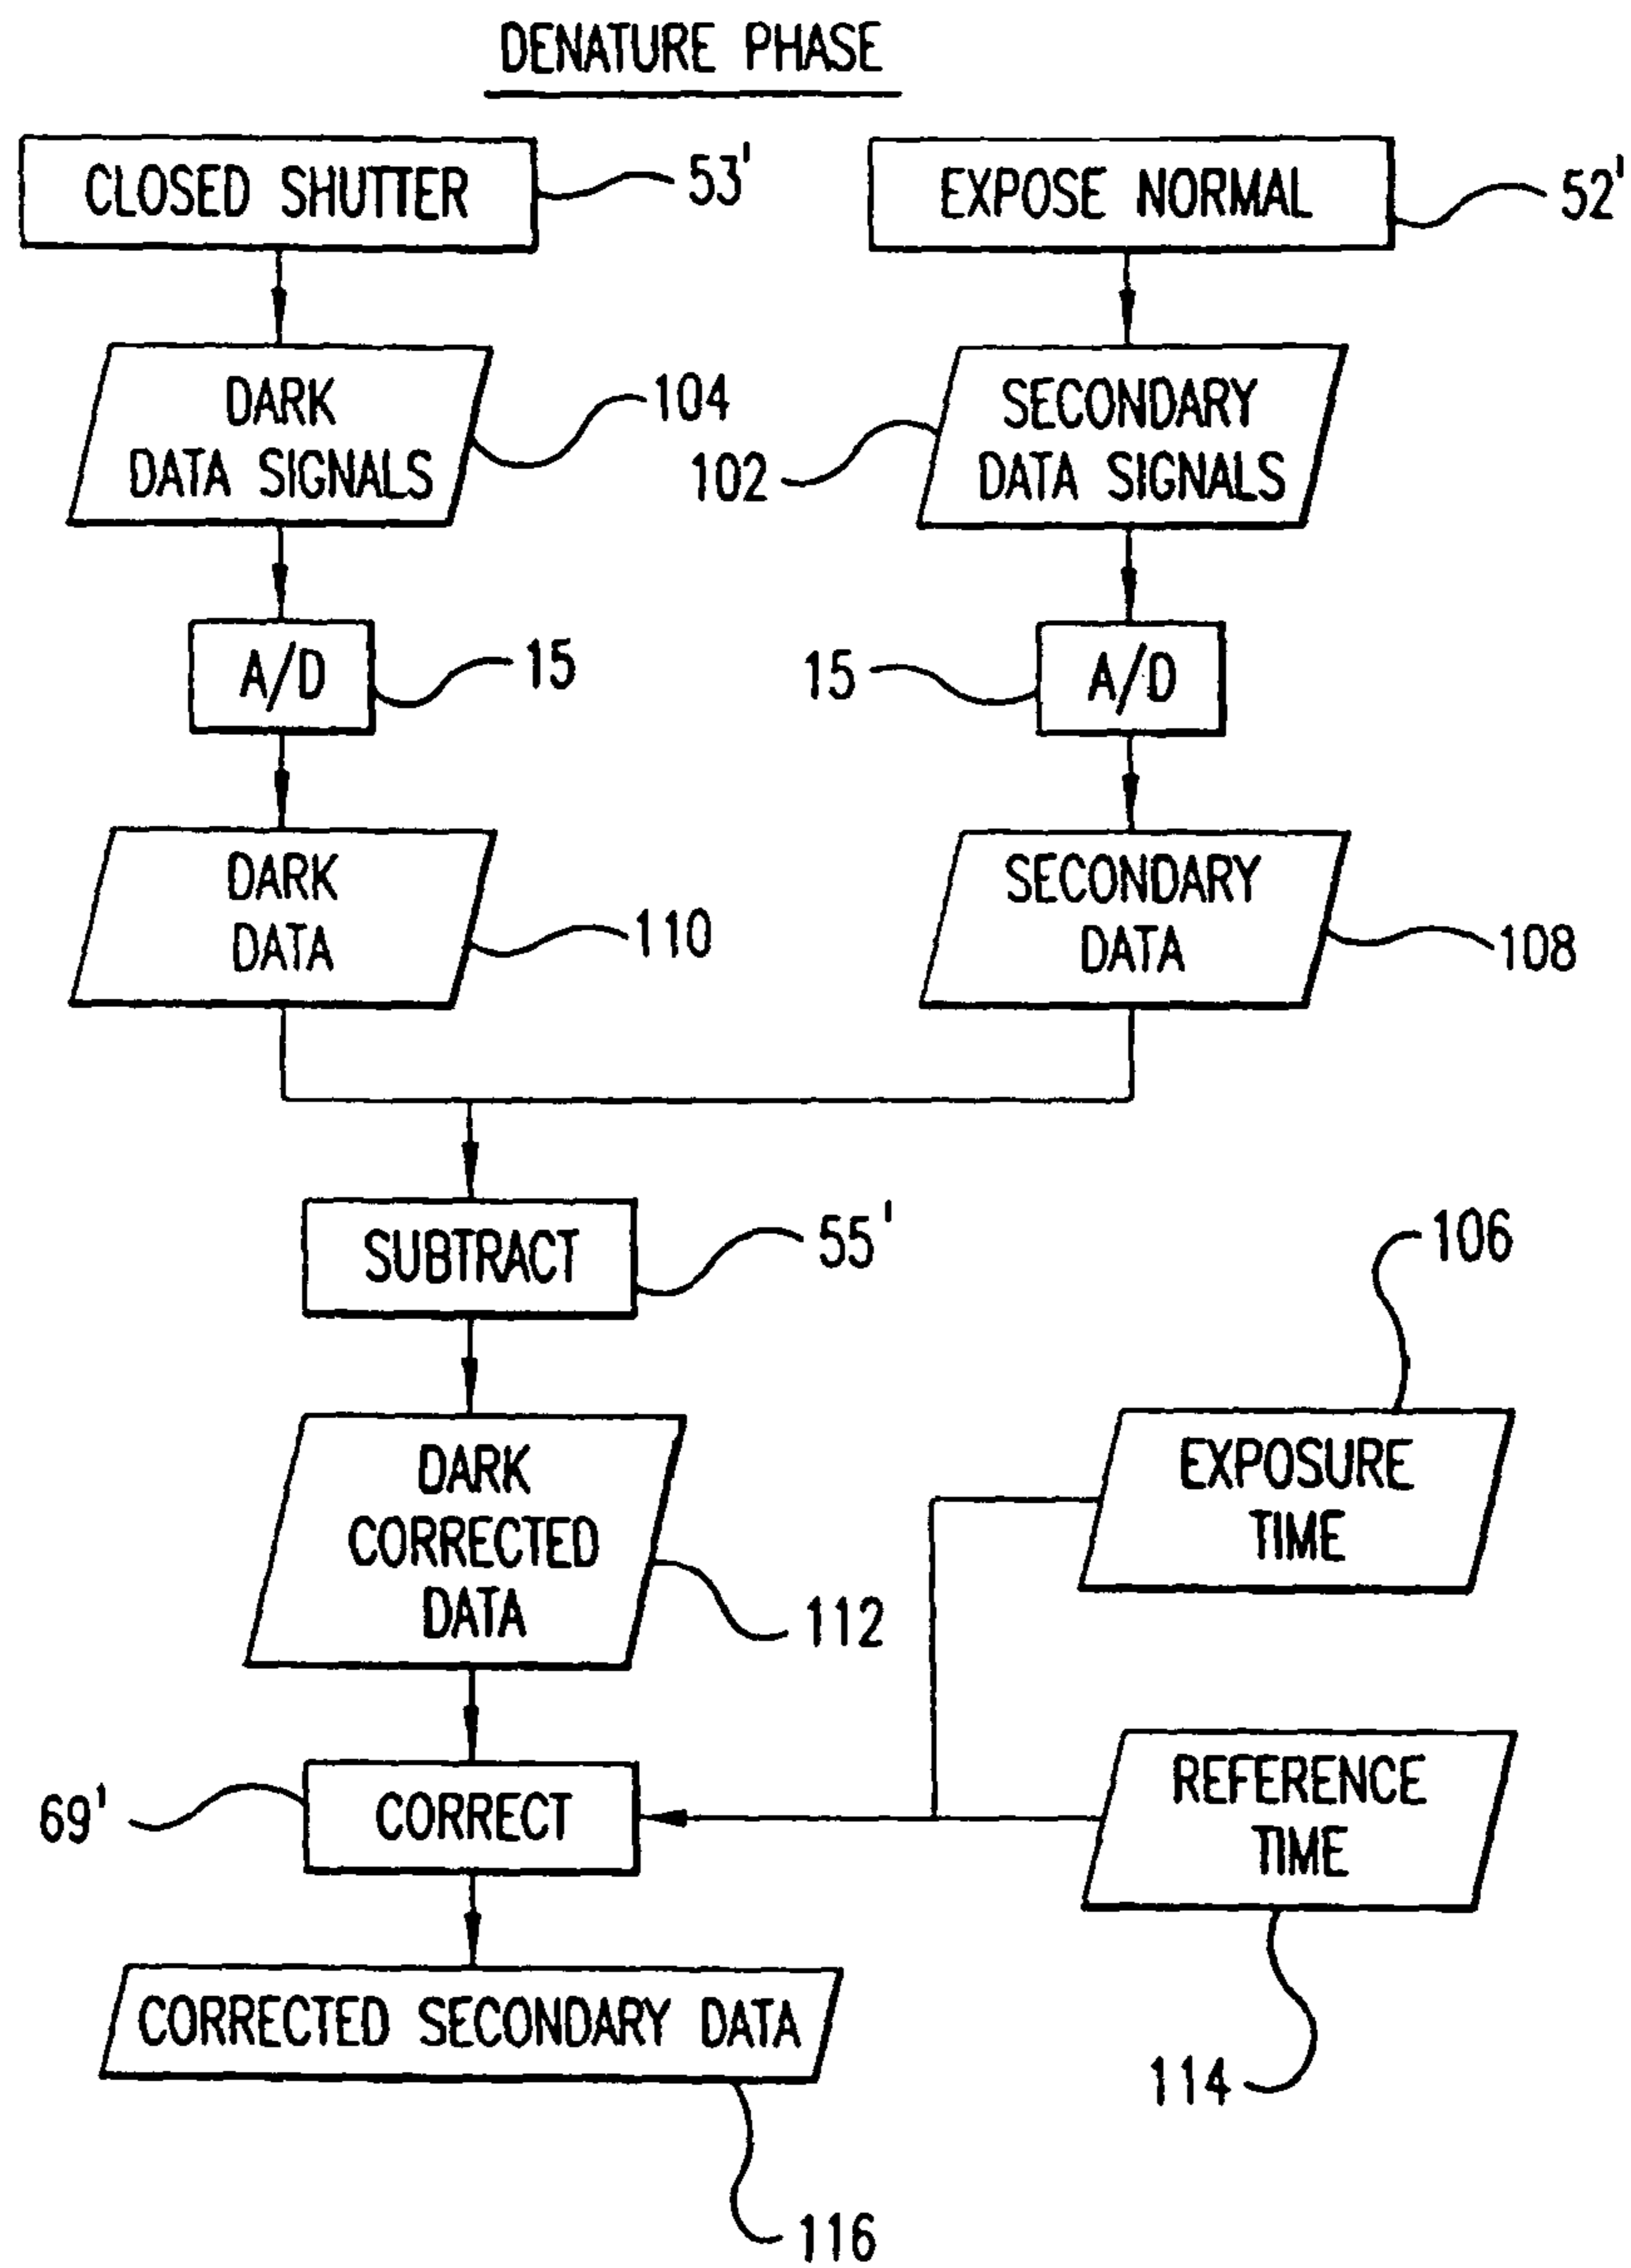 DENATURE PHASE
CLOSED SHUTTER
53'
EXPOSE NORMAL
52'
DARK
DATA SIGNALS
104
102
SECONDARY
DATA SIGNALS
A/D
15
15
A/D
DARK
DATA
110
SECONDARY
DATA
108
SUBTRACT
55'
106
DARK
CORRECTED
DATA
112
EXPOSURE
TIME
69'
CORRECT
REFERENCE
TIME
CORRECTED SECONDARY DATA
114
116